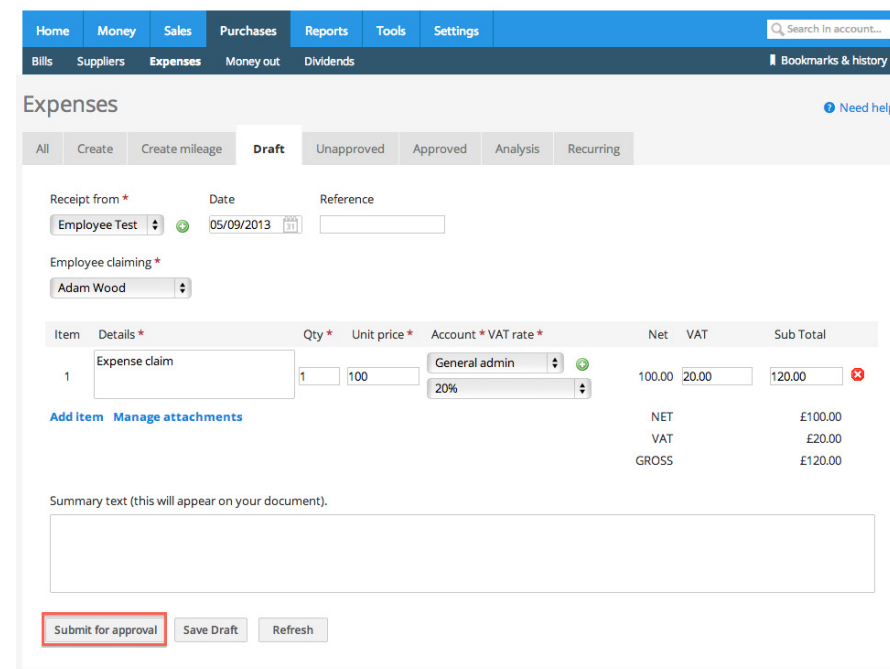 Home Money Sales Purchases Reports Tools Settings Search in account...
Bills Suppliers Expenses Money out Dividends Bookmarks & history
Expenses
? Need help
All Create Create mileage Draft Unapproved Approved Analysis Recurring
Receipt from * Date Reference
Employee Test 05/09/2013 31
Employee claiming *
Adam Wood
Item Details * Qty * Unit price * Account * VAT rate * Net VAT Sub Total
Expense claim General admin
1 1 100 100.00 20.00 120.00
20%
Add item Manage attachments NET £100.00
VAT £20.00
GROSS £120.00
Summary text (this will appear on your document).
Submit for approval Save Draft Refresh